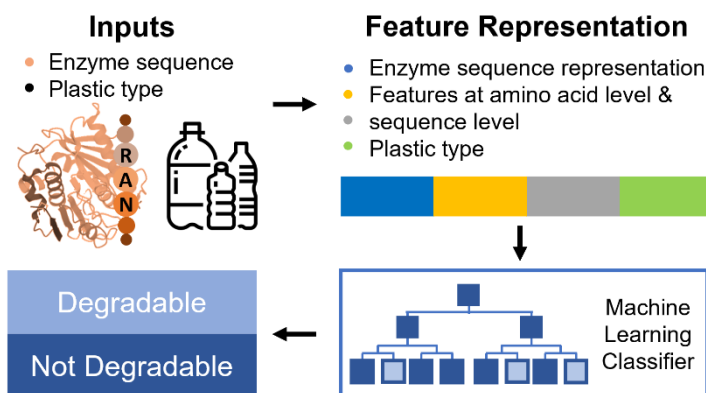 Inputs
Enzyme sequence
Plastic type
R
A
N
Feature Representation
Enzyme sequence representation
Features at amino acid level &
sequence level
Plastic type
Machine
Learning
Classifier
Degradable
Not Degradable